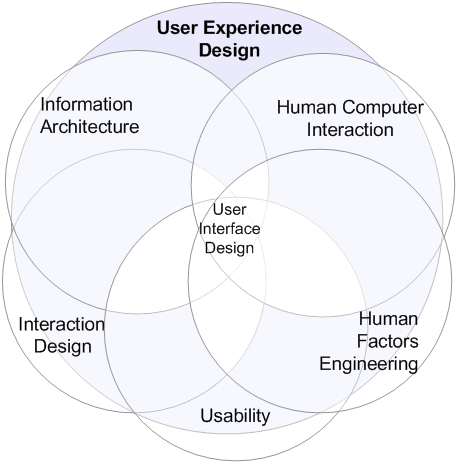 User Experience
Design
Information
Architecture
Human Computer
Interaction
User
Interface
Design
Interaction
Design
Human
Factors
Engineering
Usability